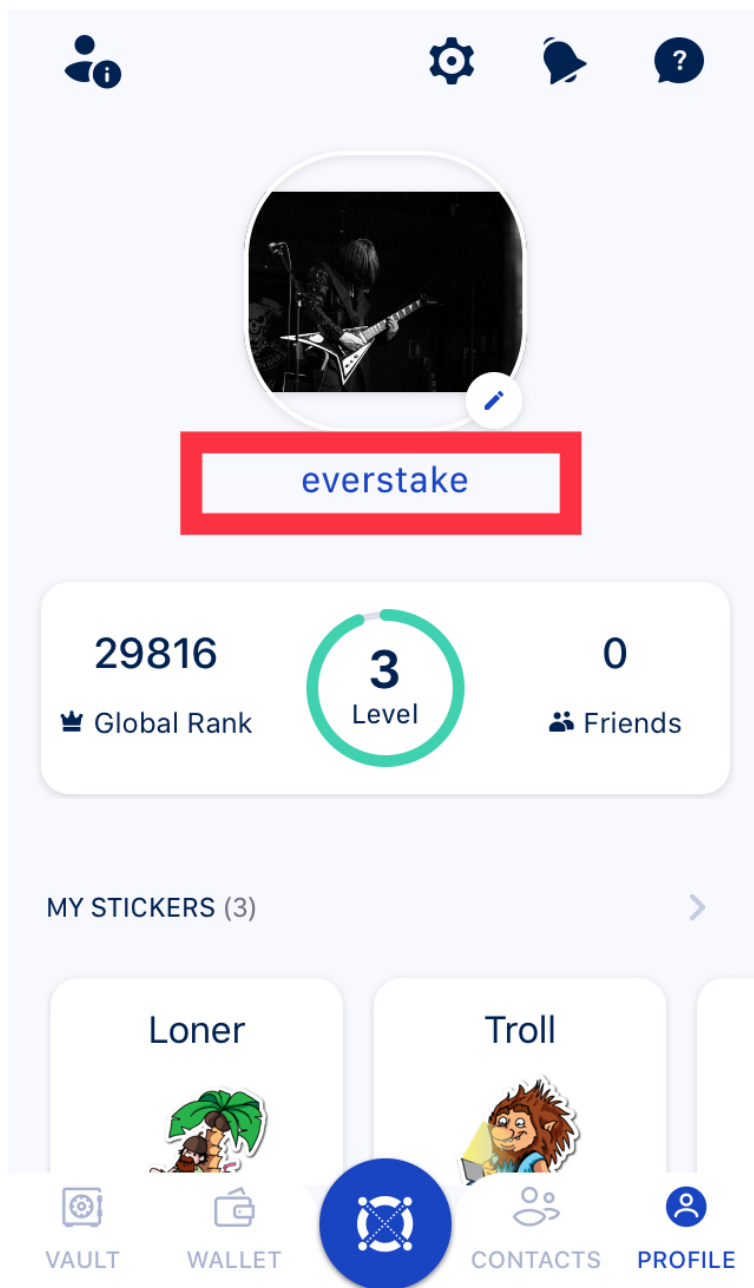 everstake
29816
Global Rank
3
Level
0
Friends
MY STICKERS (3)
Loner
Troll
VAULT
WALLET
CONTACTS
PROFILE